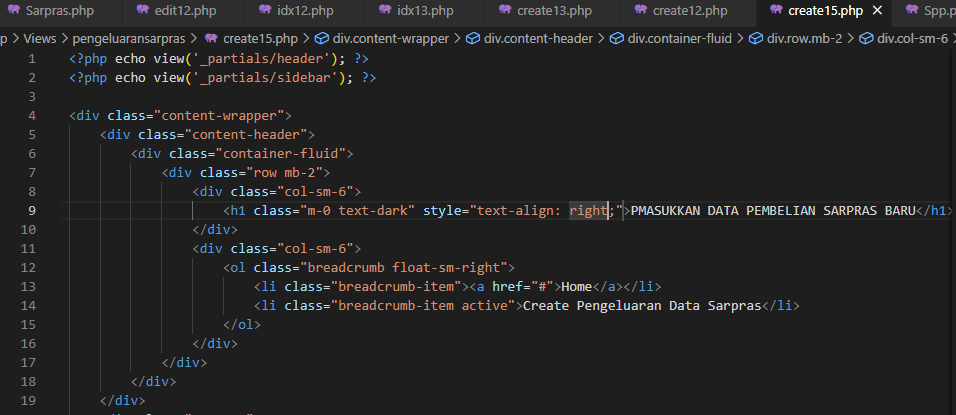 Sarpras.php edit12.php idx12.php idx13.php create13.php create12.php create15.php Spp.p
p > Views > pengeluaransarpras > create15.php > div.content-wrapper > div.content-header > div.container-fluid > div.row.mb-2 > div.col-sm-6
1 <?php echo view('_partials/header'); ?>
2 <?php echo view('_partials/sidebar'); ?>
3
4 <div class="content-wrapper">
5 <div class="content-header">
6 <div class="container-fluid">
7 <div class="row mb-2">
8 <div class="col-sm-6">
9 <h1 class="m-0 text-dark" style="text-align: right;">PMASUKKAN DATA PEMBELIAN SARPRAS BARU</h1>
10 </div>
11 <div class="col-sm-6">
12 <ol class="breadcrumb float-sm-right">
13 <li class="breadcrumb-item"><a href="#">Home</a></li>
14 <li class="breadcrumb-item active">Create Pengeluaran Data Sarpras</li>
15 </ol>
16 </div>
17 </div>
18 </div>
19 </div>